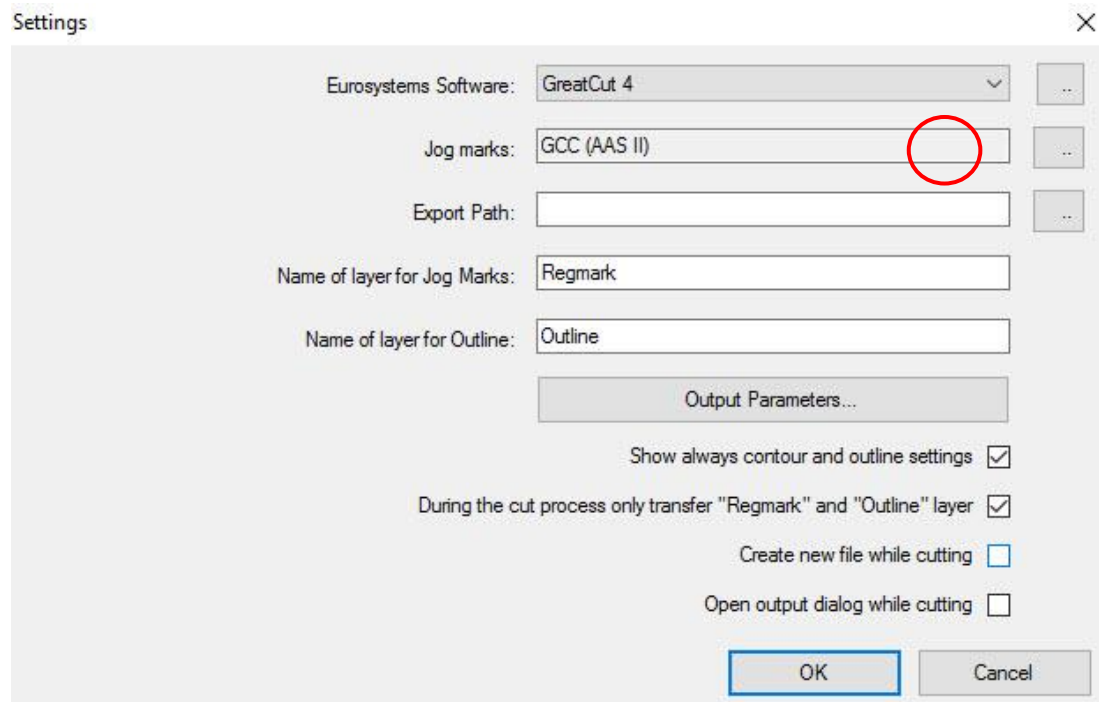 Settings
Eurosystems Software: GreatCut 4 ..
Jog marks: GCC (AAS II) ..
Export Path: ..
Name of layer for Jog Marks: Regmark
Name of layer for Outline: Outline
Output Parameters...
Show always contour and outline settings
During the cut process only transfer "Regmark" and "Outline" layer
Create new file while cutting
Open output dialog while cutting
OK Cancel